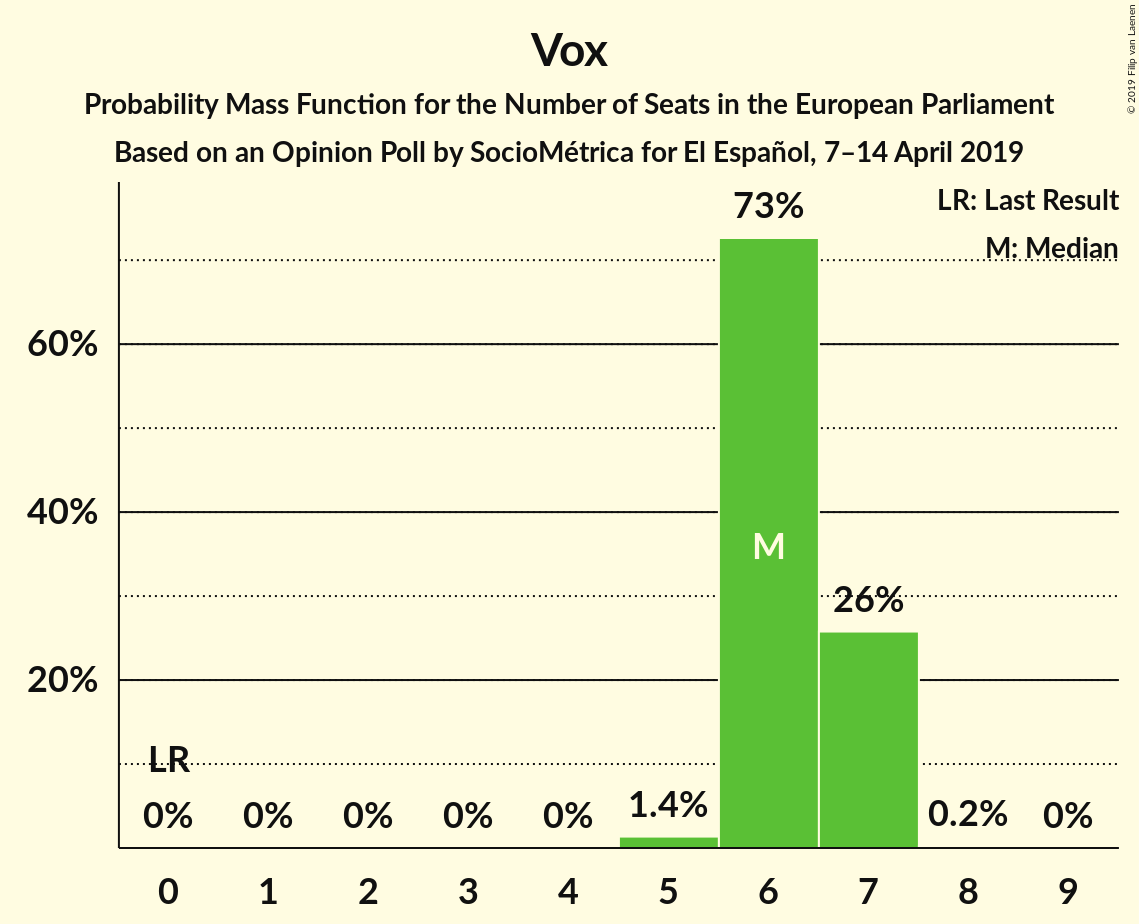 Vox
Probability Mass Function for the Number of Seats in the European Parliament
Based on an Opinion Poll by SocioMétrica for El Español, 7–14 April 2019
© 2019 Filip van Laenen
LR: Last Result
M: Median
73%
60%
40%
M
26%
20%
LR
0% 0% 0% 0% 0% 1.4% 0.2% 0%
0 1 2 3 4 5 6 7 8 9